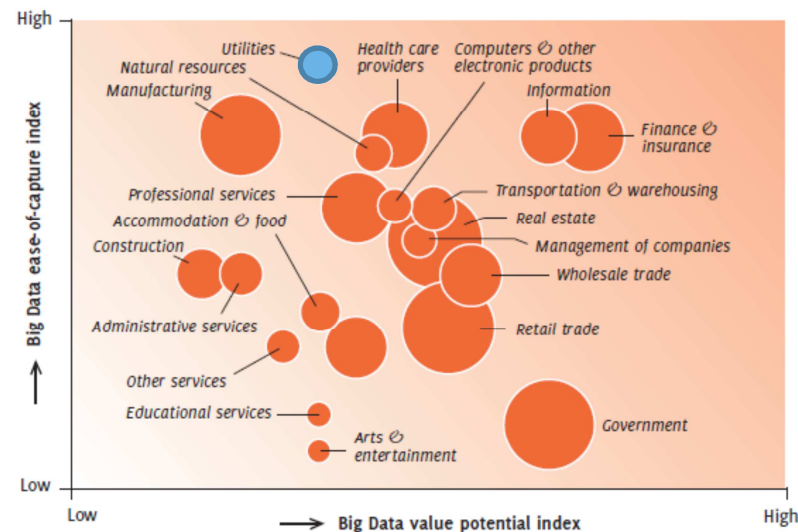 High
Utilities
Natural resources
Manufacturing
Health care
providers
Computers & other
electronic products
Information
Finance &
insurance
Professional services
Transportation & warehousing
Accommodation & food
Real estate
Construction
Management of companies
Wholesale trade
Administrative services
Retail trade
Other services
Educational services
Arts &
entertainment
Government
Big Data ease-of-capture index
Low
Low
Big Data value potential index
High